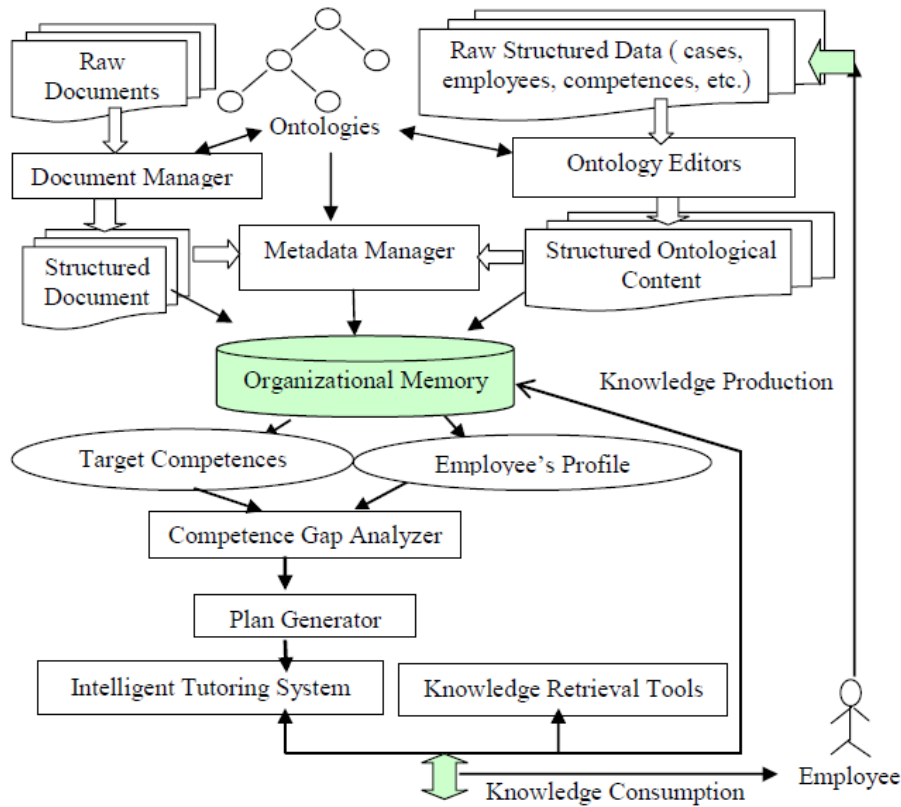 Raw
Documents
Raw Structured Data ( cases,
employees, competences, etc.)
Ontologies
Document Manager
Ontology Editors
Metadata Manager
Structured
Document
Structured Ontological
Content
Organizational Memory
Knowledge Production
Target Competences
Employee's Profile
Competence Gap Analyzer
Plan Generator
Intelligent Tutoring System
Knowledge Retrieval Tools
Knowledge Consumption
Employee